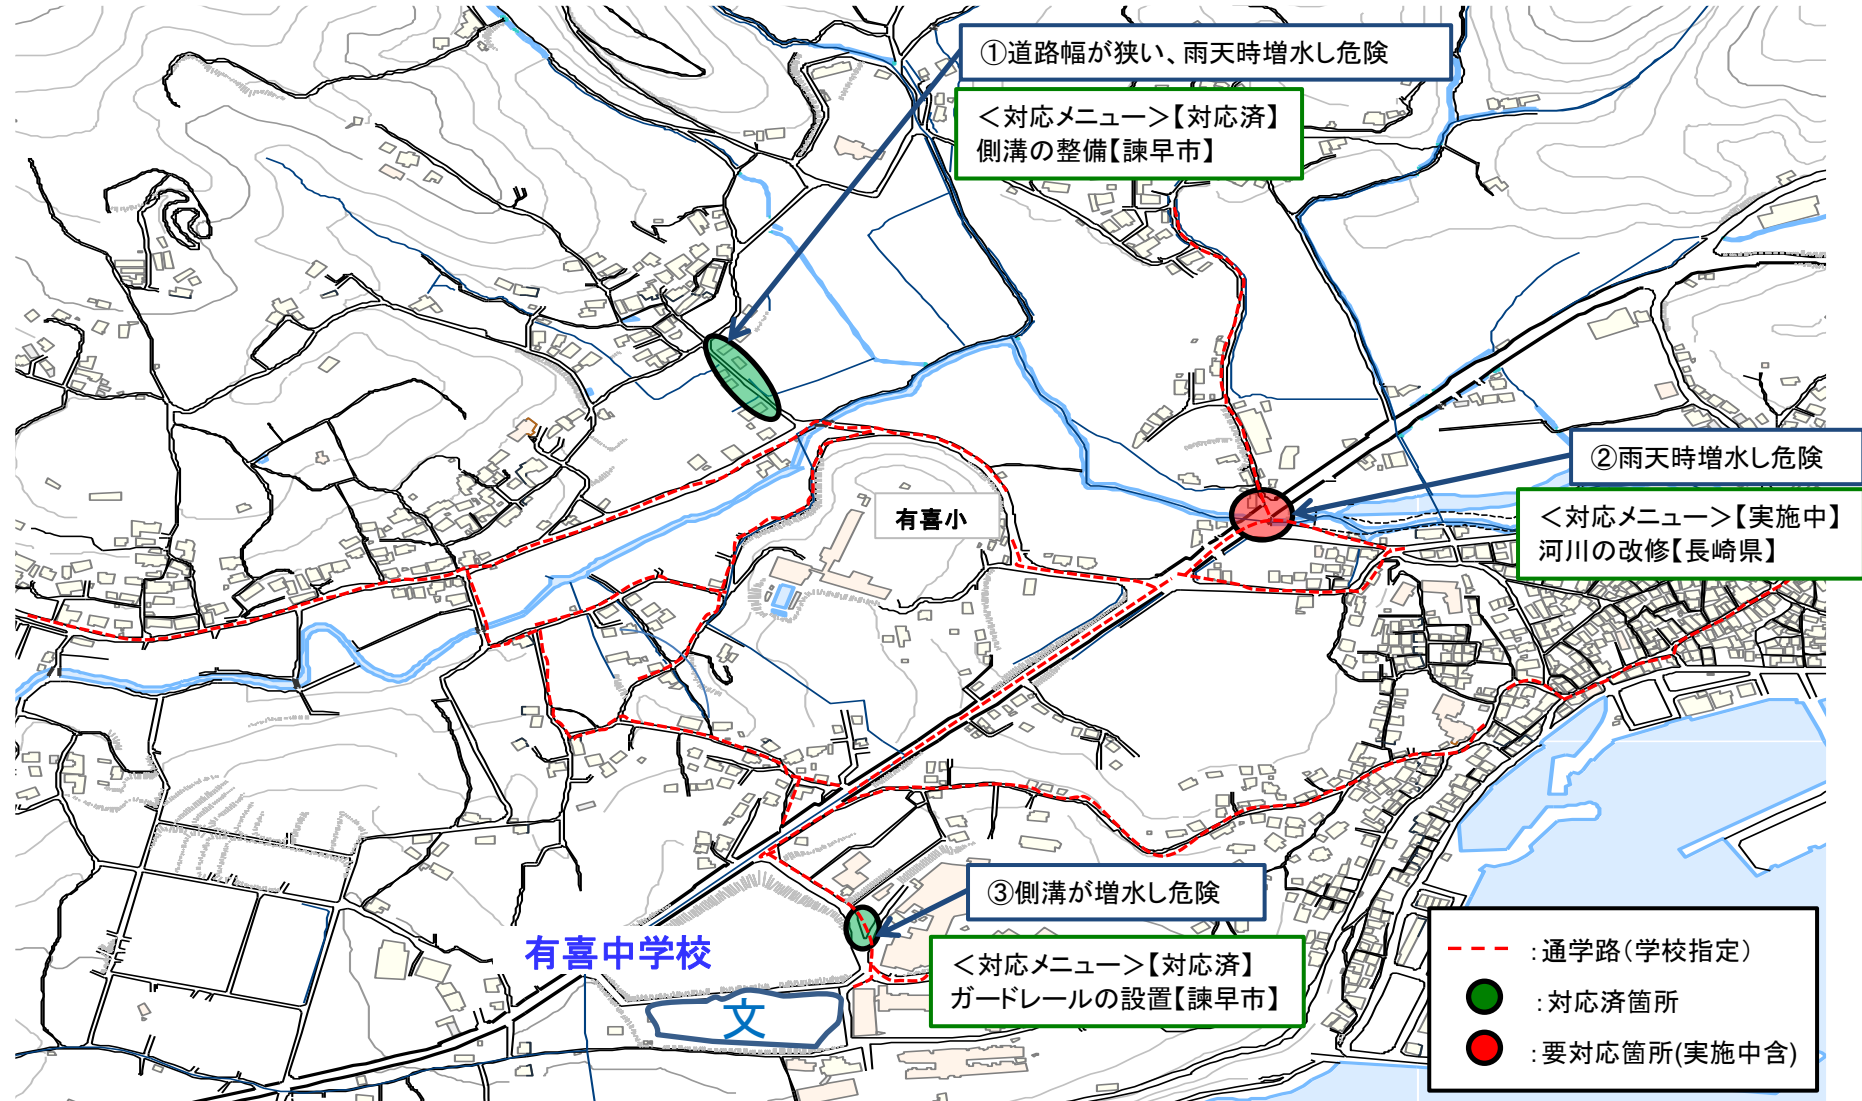 ①道路幅が狭い、雨天時増水し危険
＜対応メニュー＞【対応済】
側溝の整備【諫早市】
②雨天時増水し危険
＜対応メニュー＞【実施中】
河川の改修【長崎県】
有喜小
③側溝が増水し危険
＜対応メニュー＞【対応済】
ガードレールの設置【諫早市】
有喜中学校
文
：通学路(学校指定)
：対応済箇所
：要対応箇所(実施中含)